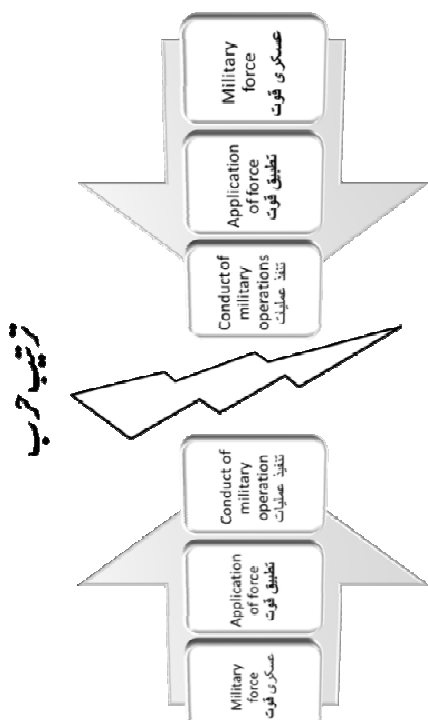 ترتیب حرب
Military
force
عسکری قوت
Application
of force
تطبیق قوت
Conduct of
military
operation
تنفیذ عملیات
Conduct of
military
operations
تنفذ عملیات
Application
of force
تطبیق قوت
Military
force
عسکری قوت